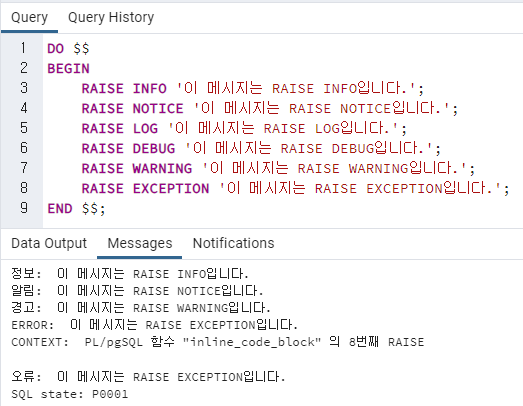 Query Query History
1 DO $$
2 BEGIN
3 RAISE INFO '이 메시지는 RAISE INFO입니다.';
4 RAISE NOTICE '이 메시지는 RAISE NOTICE입니다.';
5 RAISE LOG '이 메시지는 RAISE LOG입니다.';
6 RAISE DEBUG '이 메시지는 RAISE DEBUG입니다.';
7 RAISE WARNING '이 메시지는 RAISE WARNING입니다.';
8 RAISE EXCEPTION '이 메시지는 RAISE EXCEPTION입니다.';
9 END $$;
Data Output Messages Notifications
정보: 이 메시지는 RAISE INFO입니다.
알림: 이 메시지는 RAISE NOTICE입니다.
경고: 이 메시지는 RAISE WARNING입니다.
ERROR: 이 메시지는 RAISE EXCEPTION입니다.
CONTEXT: PL/pgSQL 함수 "inline_code_block" 의 8번째 RAISE
오류: 이 메시지는 RAISE EXCEPTION입니다.
SQL state: P0001